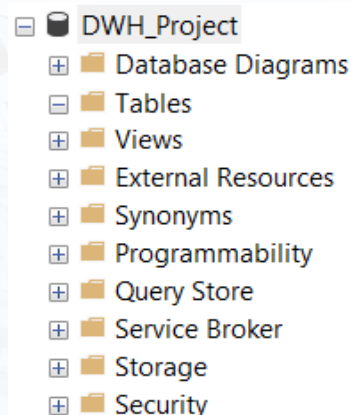 DWH_Project
Database Diagrams
Tables
Views
External Resources
Synonyms
Programmability
Query Store
Service Broker
Storage
Security